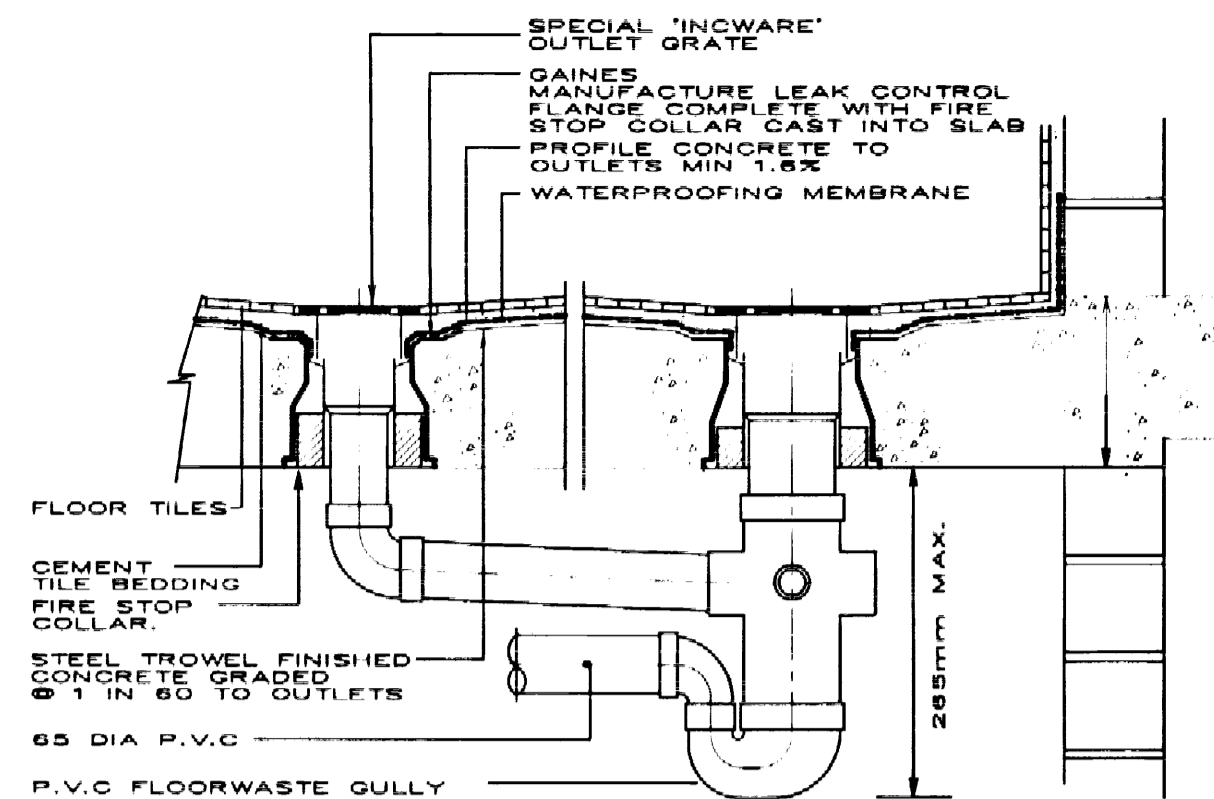 SPECIAL 'INCWARE'
OUTLET GRATE
GAINES
MANUFACTURE LEAK CONTROL
FLANGE COMPLETE WITH FIRE
STOP COLLAR CAST INTO SLAB
PROFILE CONCRETE TO
OUTLETS MIN 1.6%
WATERPROOFING MEMBRANE
FLOOR TILES
CEMENT
TILE BEDDING
FIRE STOP
COLLAR.
STEEL TROWEL FINISHED
CONCRETE GRADED
@ 1 IN 60 TO OUTLETS
65 DIA P.V.C
P.V.C FLOORWASTE GULLY
265mm MAX.